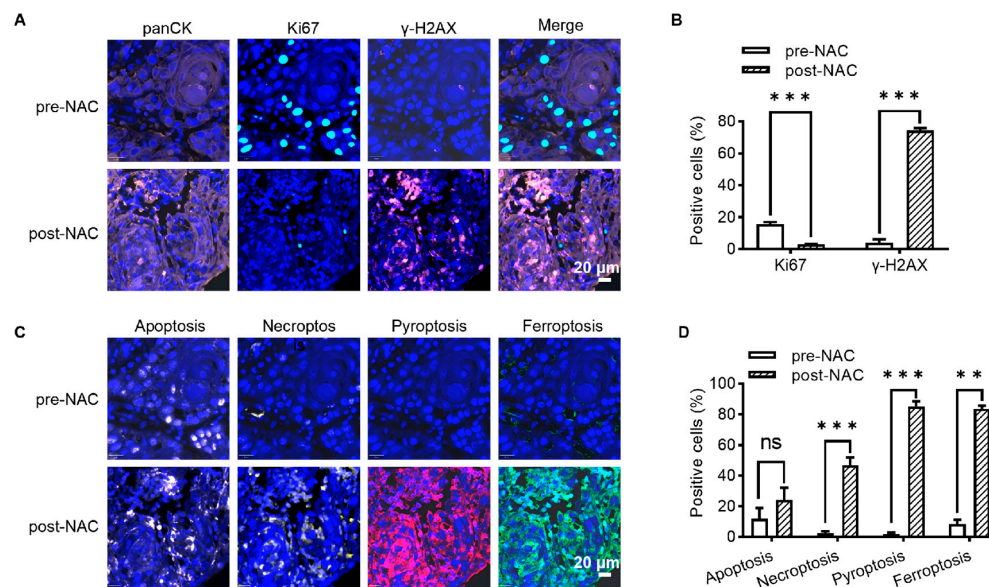 A
panCK
Ki67
γ-H2AX
Merge
pre-NAC
post-NAC
20 µm
B
pre-NAC
post-NAC
***
***
Positive cells (%)
80
60
40
20
0
Ki67
γ-H2AX
C
Apoptosis
Necroptos
Pyroptosis
Ferroptosis
pre-NAC
post-NAC
20 µm
D
pre-NAC
post-NAC
ns
***
***
**
Positive cells (%)
100
80
60
40
20
0
Apoptosis
Necroptosis
Pyroptosis
Ferroptosis